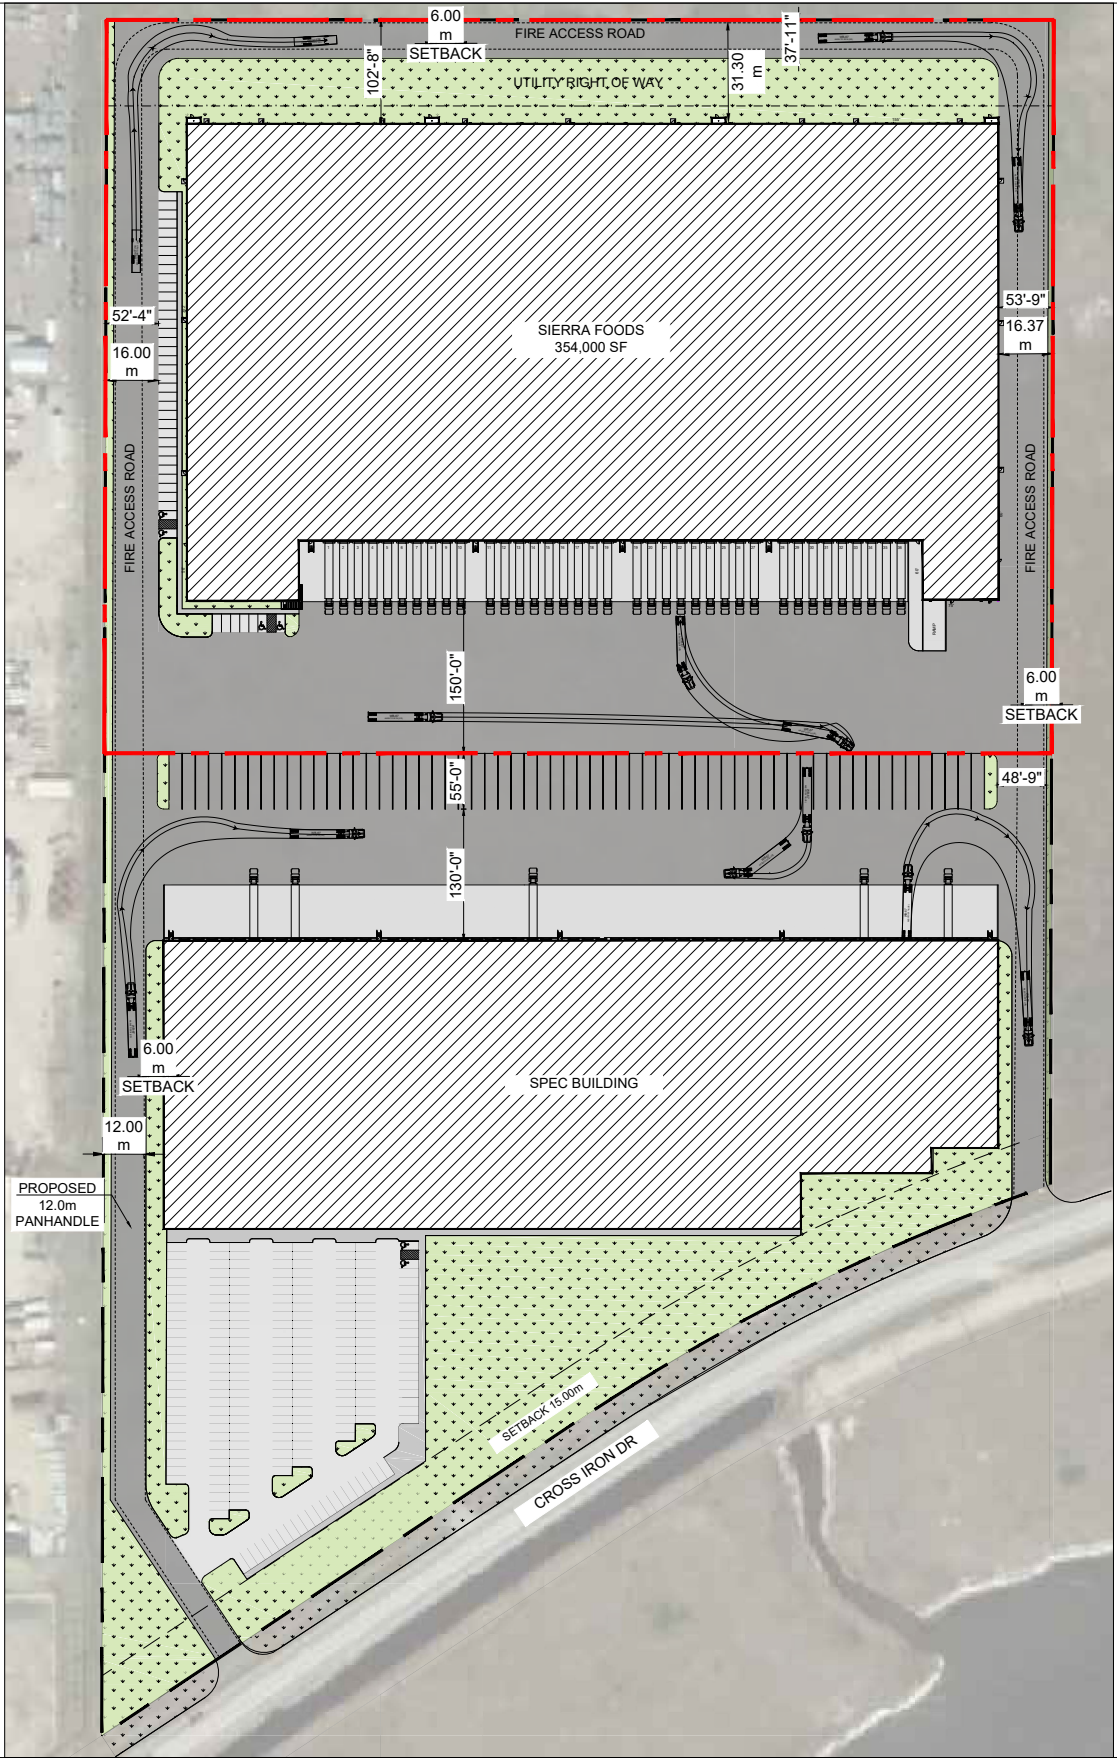 6.00
m
SETBACK
FIRE ACCESS ROAD
102'-8"
31.30
m
37'-11"
UTILITY RIGHT OF WAY
SIERRA FOODS
354,000 SF
52'-4"
16.00
m
53'-9"
16.37
m
FIRE ACCESS ROAD
FIRE ACCESS ROAD
RAMP
150'-0"
6.00
m
SETBACK
55'-0"
48'-9"
130'-0"
6.00
m
SETBACK
SPEC BUILDING
12.00
m
PROPOSED
12.0m
PANHANDLE
SETBACK 15.00m
CROSS IRON DR